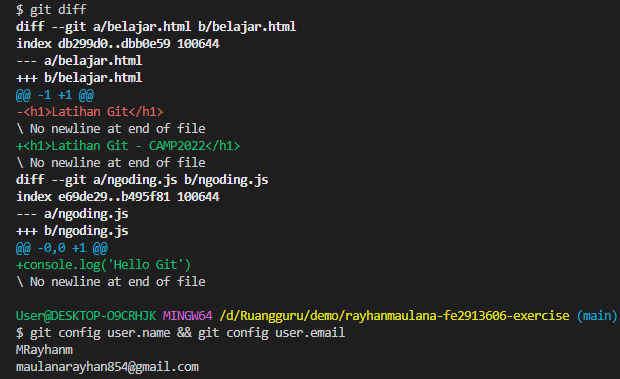 $ git diff
diff --git a/belajar.html b/belajar.html
index db299d0..dbb0e59 100644
--- a/belajar.html
+++ b/belajar.html
@@ -1 +1 @@
-<h1>Latihan Git</h1>
\ No newline at end of file
+<h1>Latihan Git - CAMP2022</h1>
\ No newline at end of file
diff --git a/ngoding.js b/ngoding.js
index e69de29..b495f81 100644
--- a/ngoding.js
+++ b/ngoding.js
@@ -0,0 +1 @@
+console.log('Hello Git')
\ No newline at end of file
User@DESKTOP-O9CRHJK MINGW64 /d/Ruangguru/demo/rayhanmaulana-fe2913606-exercise (main)
$ git config user.name && git config user.email
MRayhanm
maulanarayhan854@gmail.com